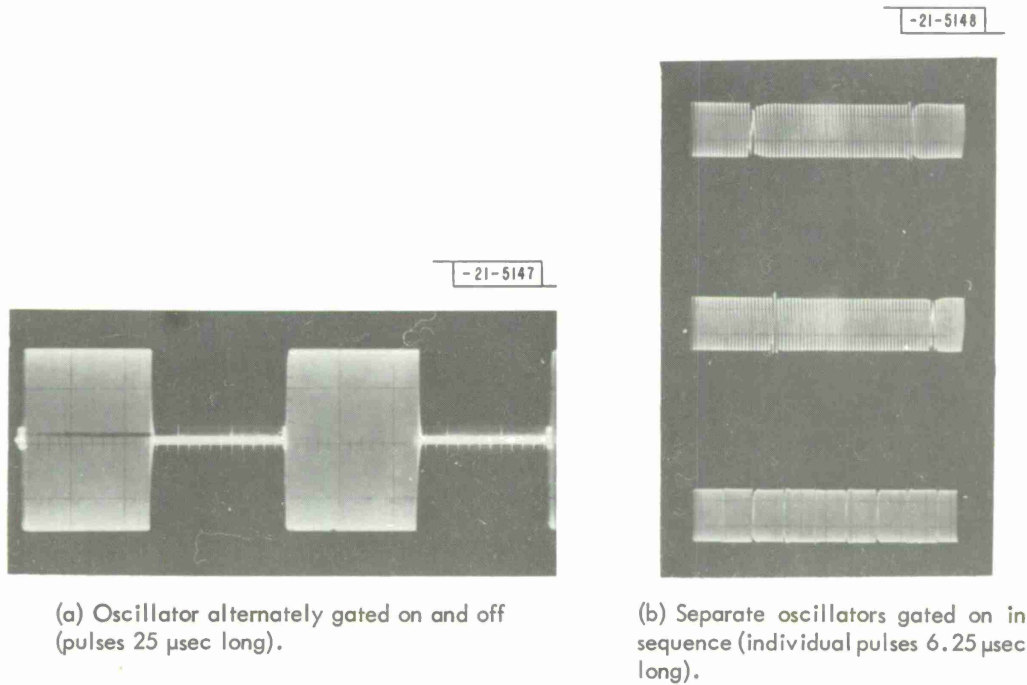 -21-5148
-21-5147
(a) Oscillator alternately gated on and off
(pulses 25 μsec long).
(b) Separate oscillators gated on in
sequence (individual pulses 6.25 μsec
long).